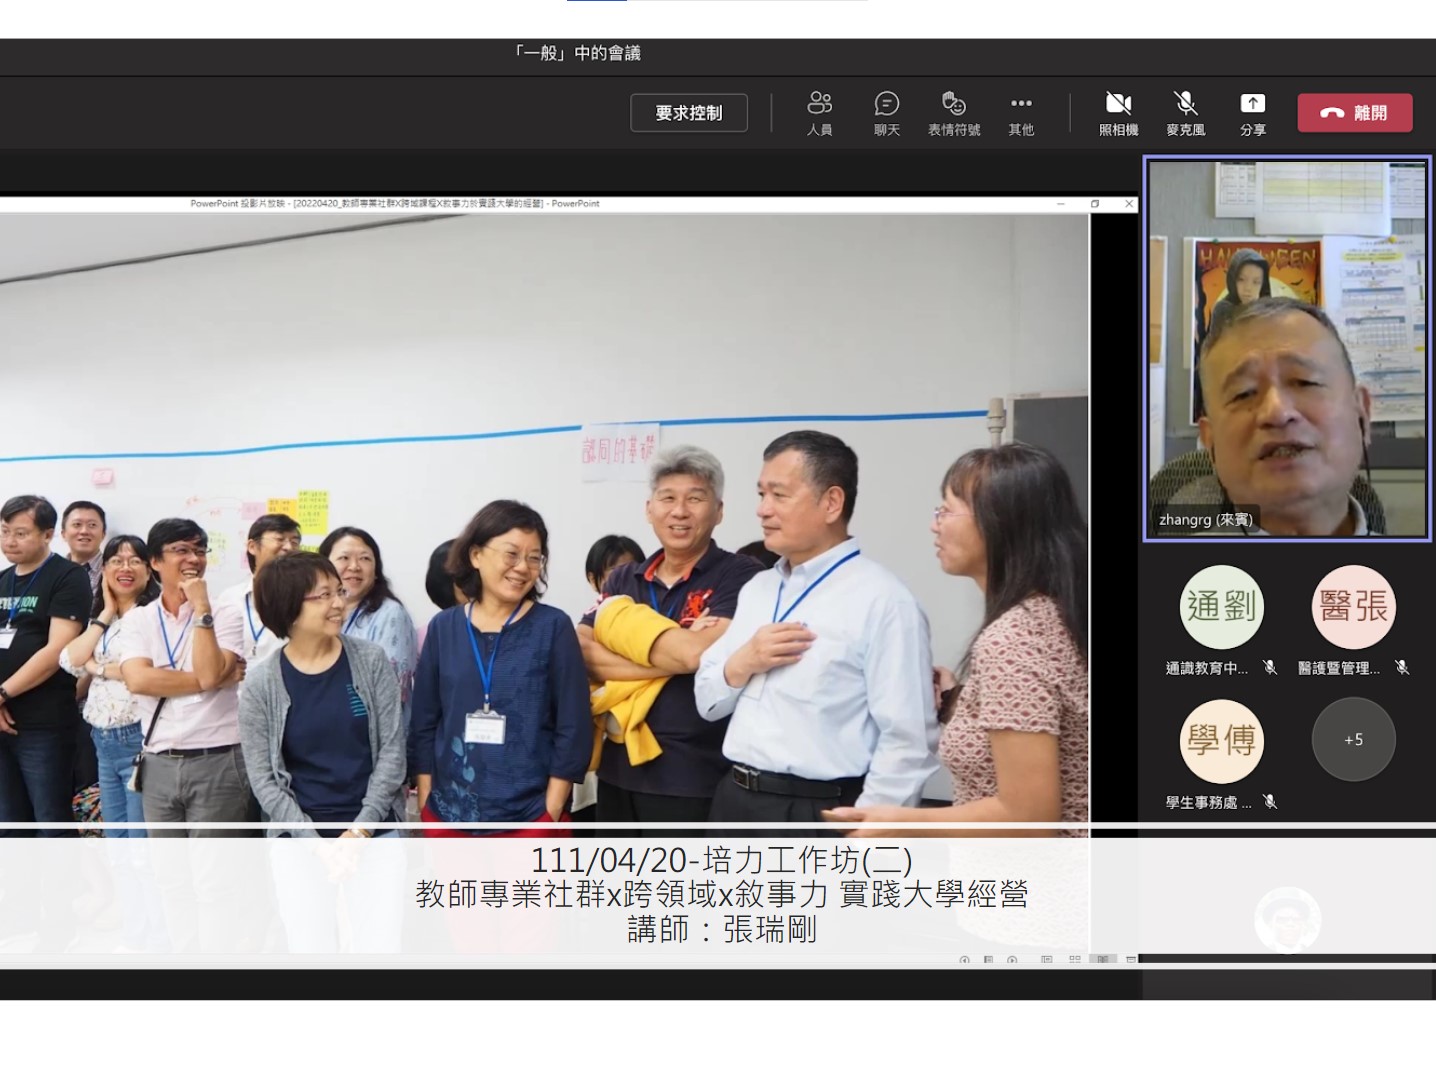 「一般」中的會議
要求控制
人員
聊天
表情符號
其他
照相機
麥克風
分享
離開
PowerPoint 投影片放映 - [20220420_教師專業社群X跨域課程X敘事力於實踐大學的經營] - PowerPoint
HALLOWEEN
認同的基礎
zhangrg (來賓)
通劉
醫張
通識教育中...
醫護暨管理...
學傅
+5
學生事務處 ...
111/04/20-培力工作坊(二)
教師專業社群x跨領域x敘事力 實踐大學經營
講師：張瑞剛